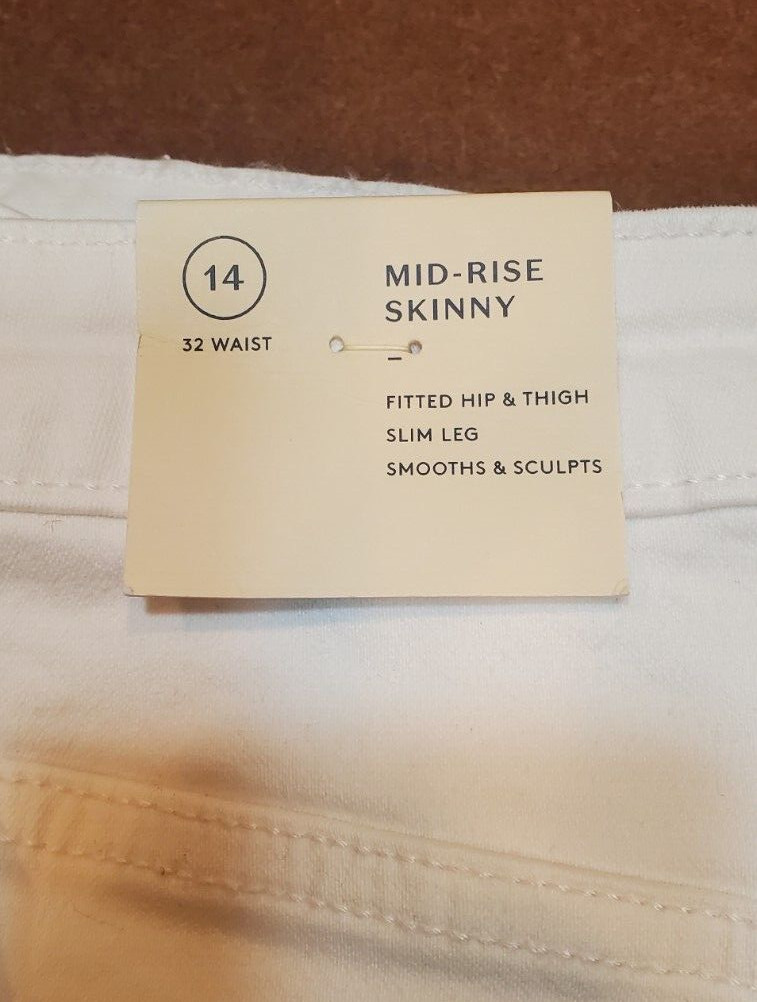 14
32 WAIST
MID-RISE
SKINNY
–
FITTED HIP & THIGH
SLIM LEG
SMOOTHS & SCULPTS